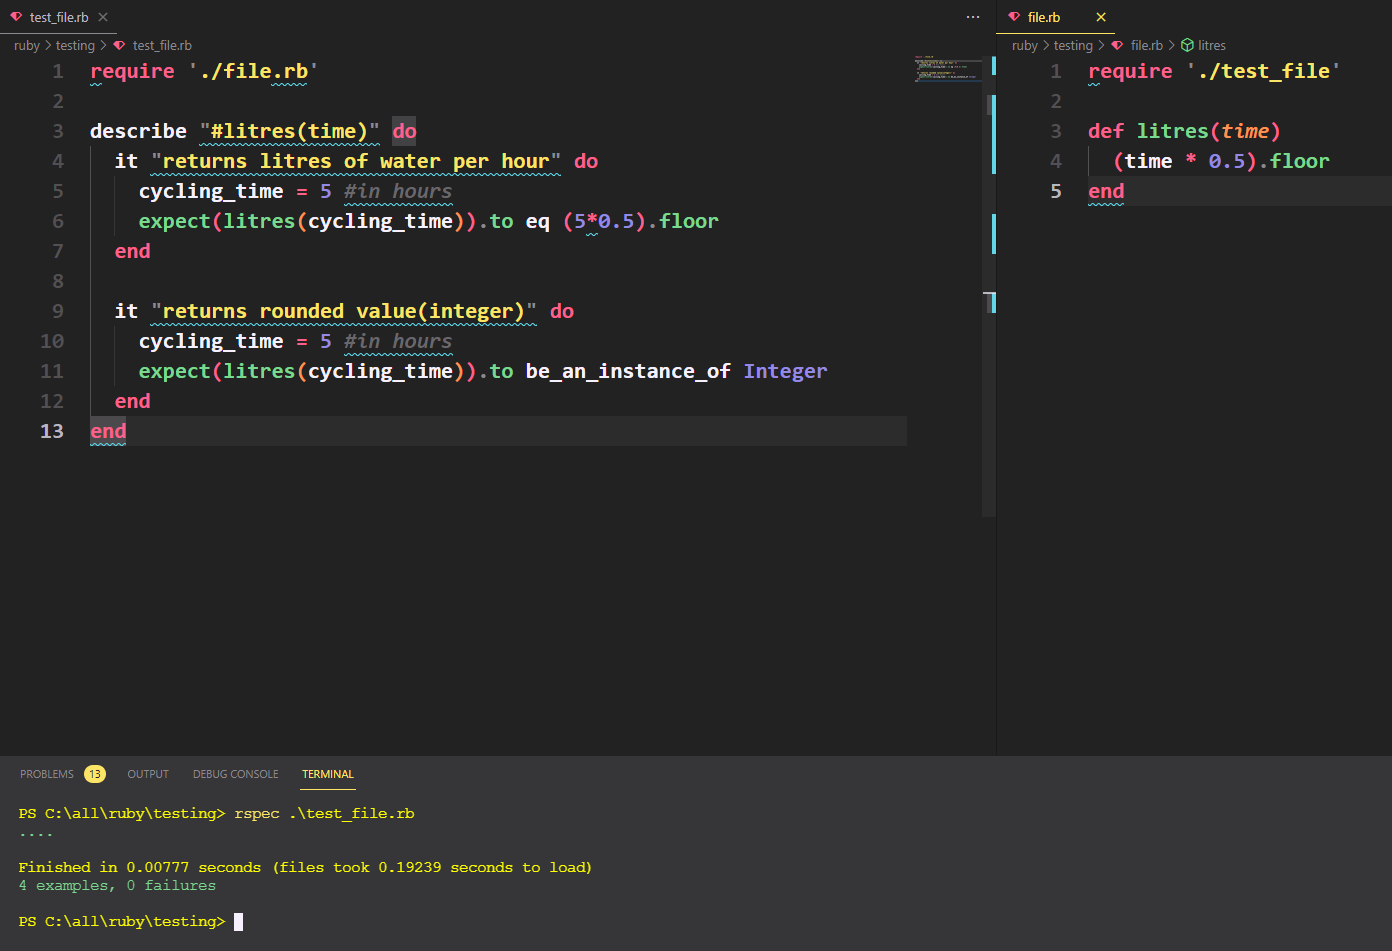 test_file.rb
ruby > testing > test_file.rb
1 require './file.rb'
2
3 describe "#litres(time)" do
4 it "returns litres of water per hour" do
5 cycling_time = 5 #in hours
6 expect(litres(cycling_time)).to eq (5*0.5).floor
7 end
8
9 it "returns rounded value(integer)" do
10 cycling_time = 5 #in hours
11 expect(litres(cycling_time)).to be_an_instance_of Integer
12 end
13 end
file.rb
ruby > testing > file.rb > litres
1 require './test_file'
2
3 def litres(time)
4 (time * 0.5).floor
5 end
PROBLEMS 13 OUTPUT DEBUG CONSOLE TERMINAL
PS C:\all\ruby\testing> rspec .\test_file.rb
....
Finished in 0.00777 seconds (files took 0.19239 seconds to load)
4 examples, 0 failures
PS C:\all\ruby\testing>